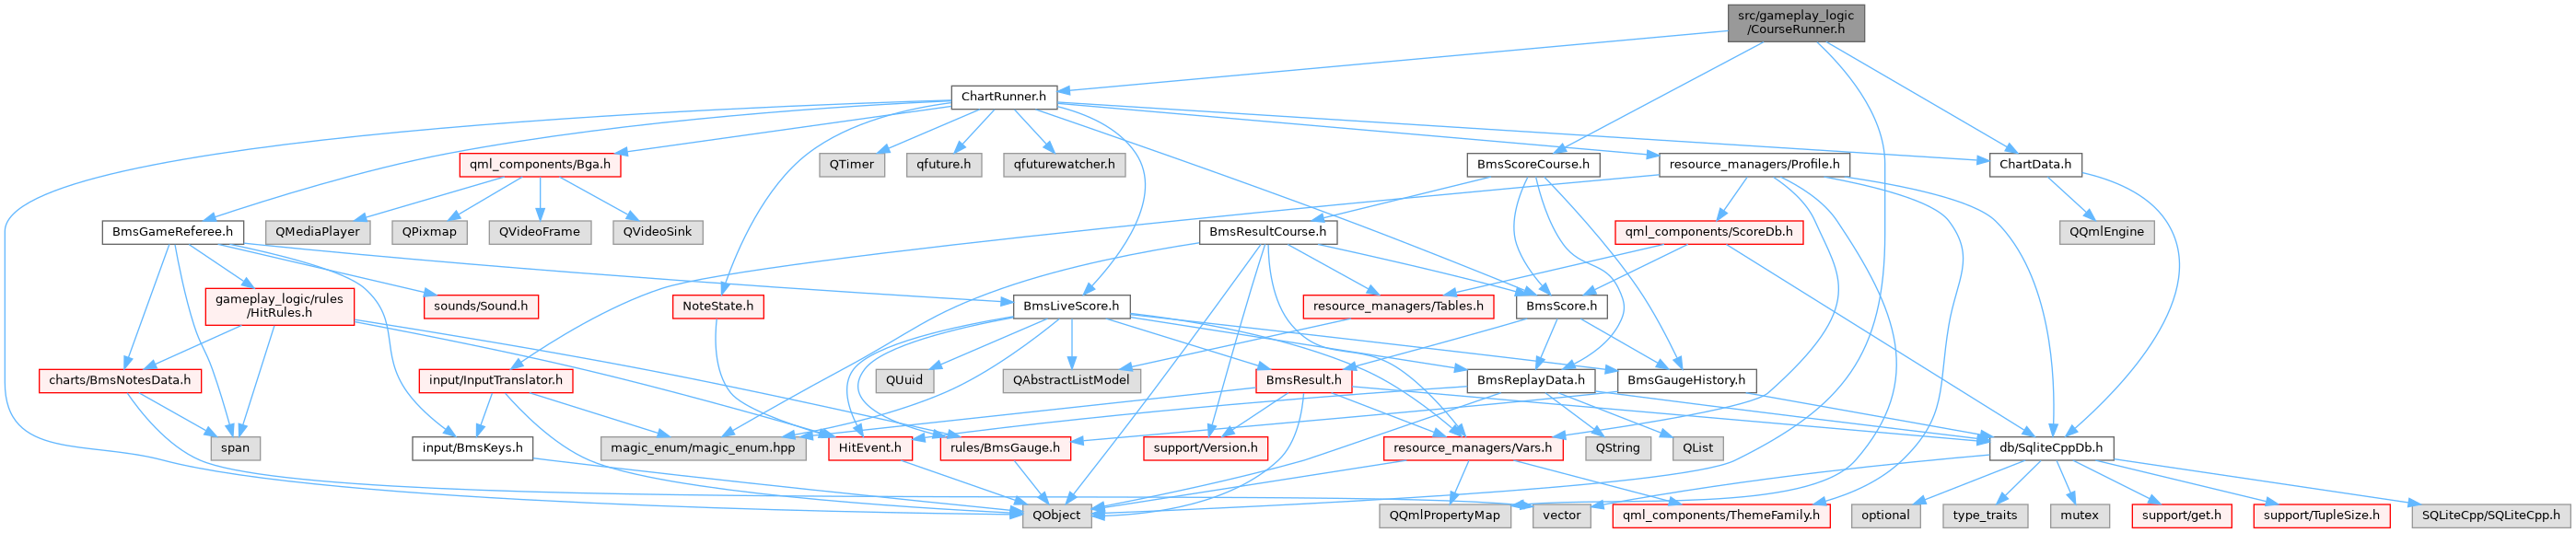 src/gameplay_logic
/CourseRunner.h
ChartRunner.h
qml_components/Bga.h
QTimer
qfuture.h
qfuturewatcher.h
BmsScoreCourse.h
resource_managers/Profile.h
ChartData.h
BmsGameReferee.h
QMediaPlayer
QPixmap
QVideoFrame
QVideoSink
BmsResultCourse.h
qml_components/ScoreDb.h
QQmlEngine
gameplay_logic/rules
/HitRules.h
sounds/Sound.h
NoteState.h
BmsLiveScore.h
resource_managers/Tables.h
BmsScore.h
charts/BmsNotesData.h
input/InputTranslator.h
QUuid
QAbstractListModel
BmsResult.h
BmsReplayData.h
BmsGaugeHistory.h
span
input/BmsKeys.h
magic_enum/magic_enum.hpp
HitEvent.h
rules/BmsGauge.h
support/Version.h
resource_managers/Vars.h
QString
QList
db/SqliteCppDb.h
QObject
QQmlPropertyMap
vector
qml_components/ThemeFamily.h
optional
type_traits
mutex
support/get.h
support/TupleSize.h
SQLiteCpp/SQLiteCpp.h